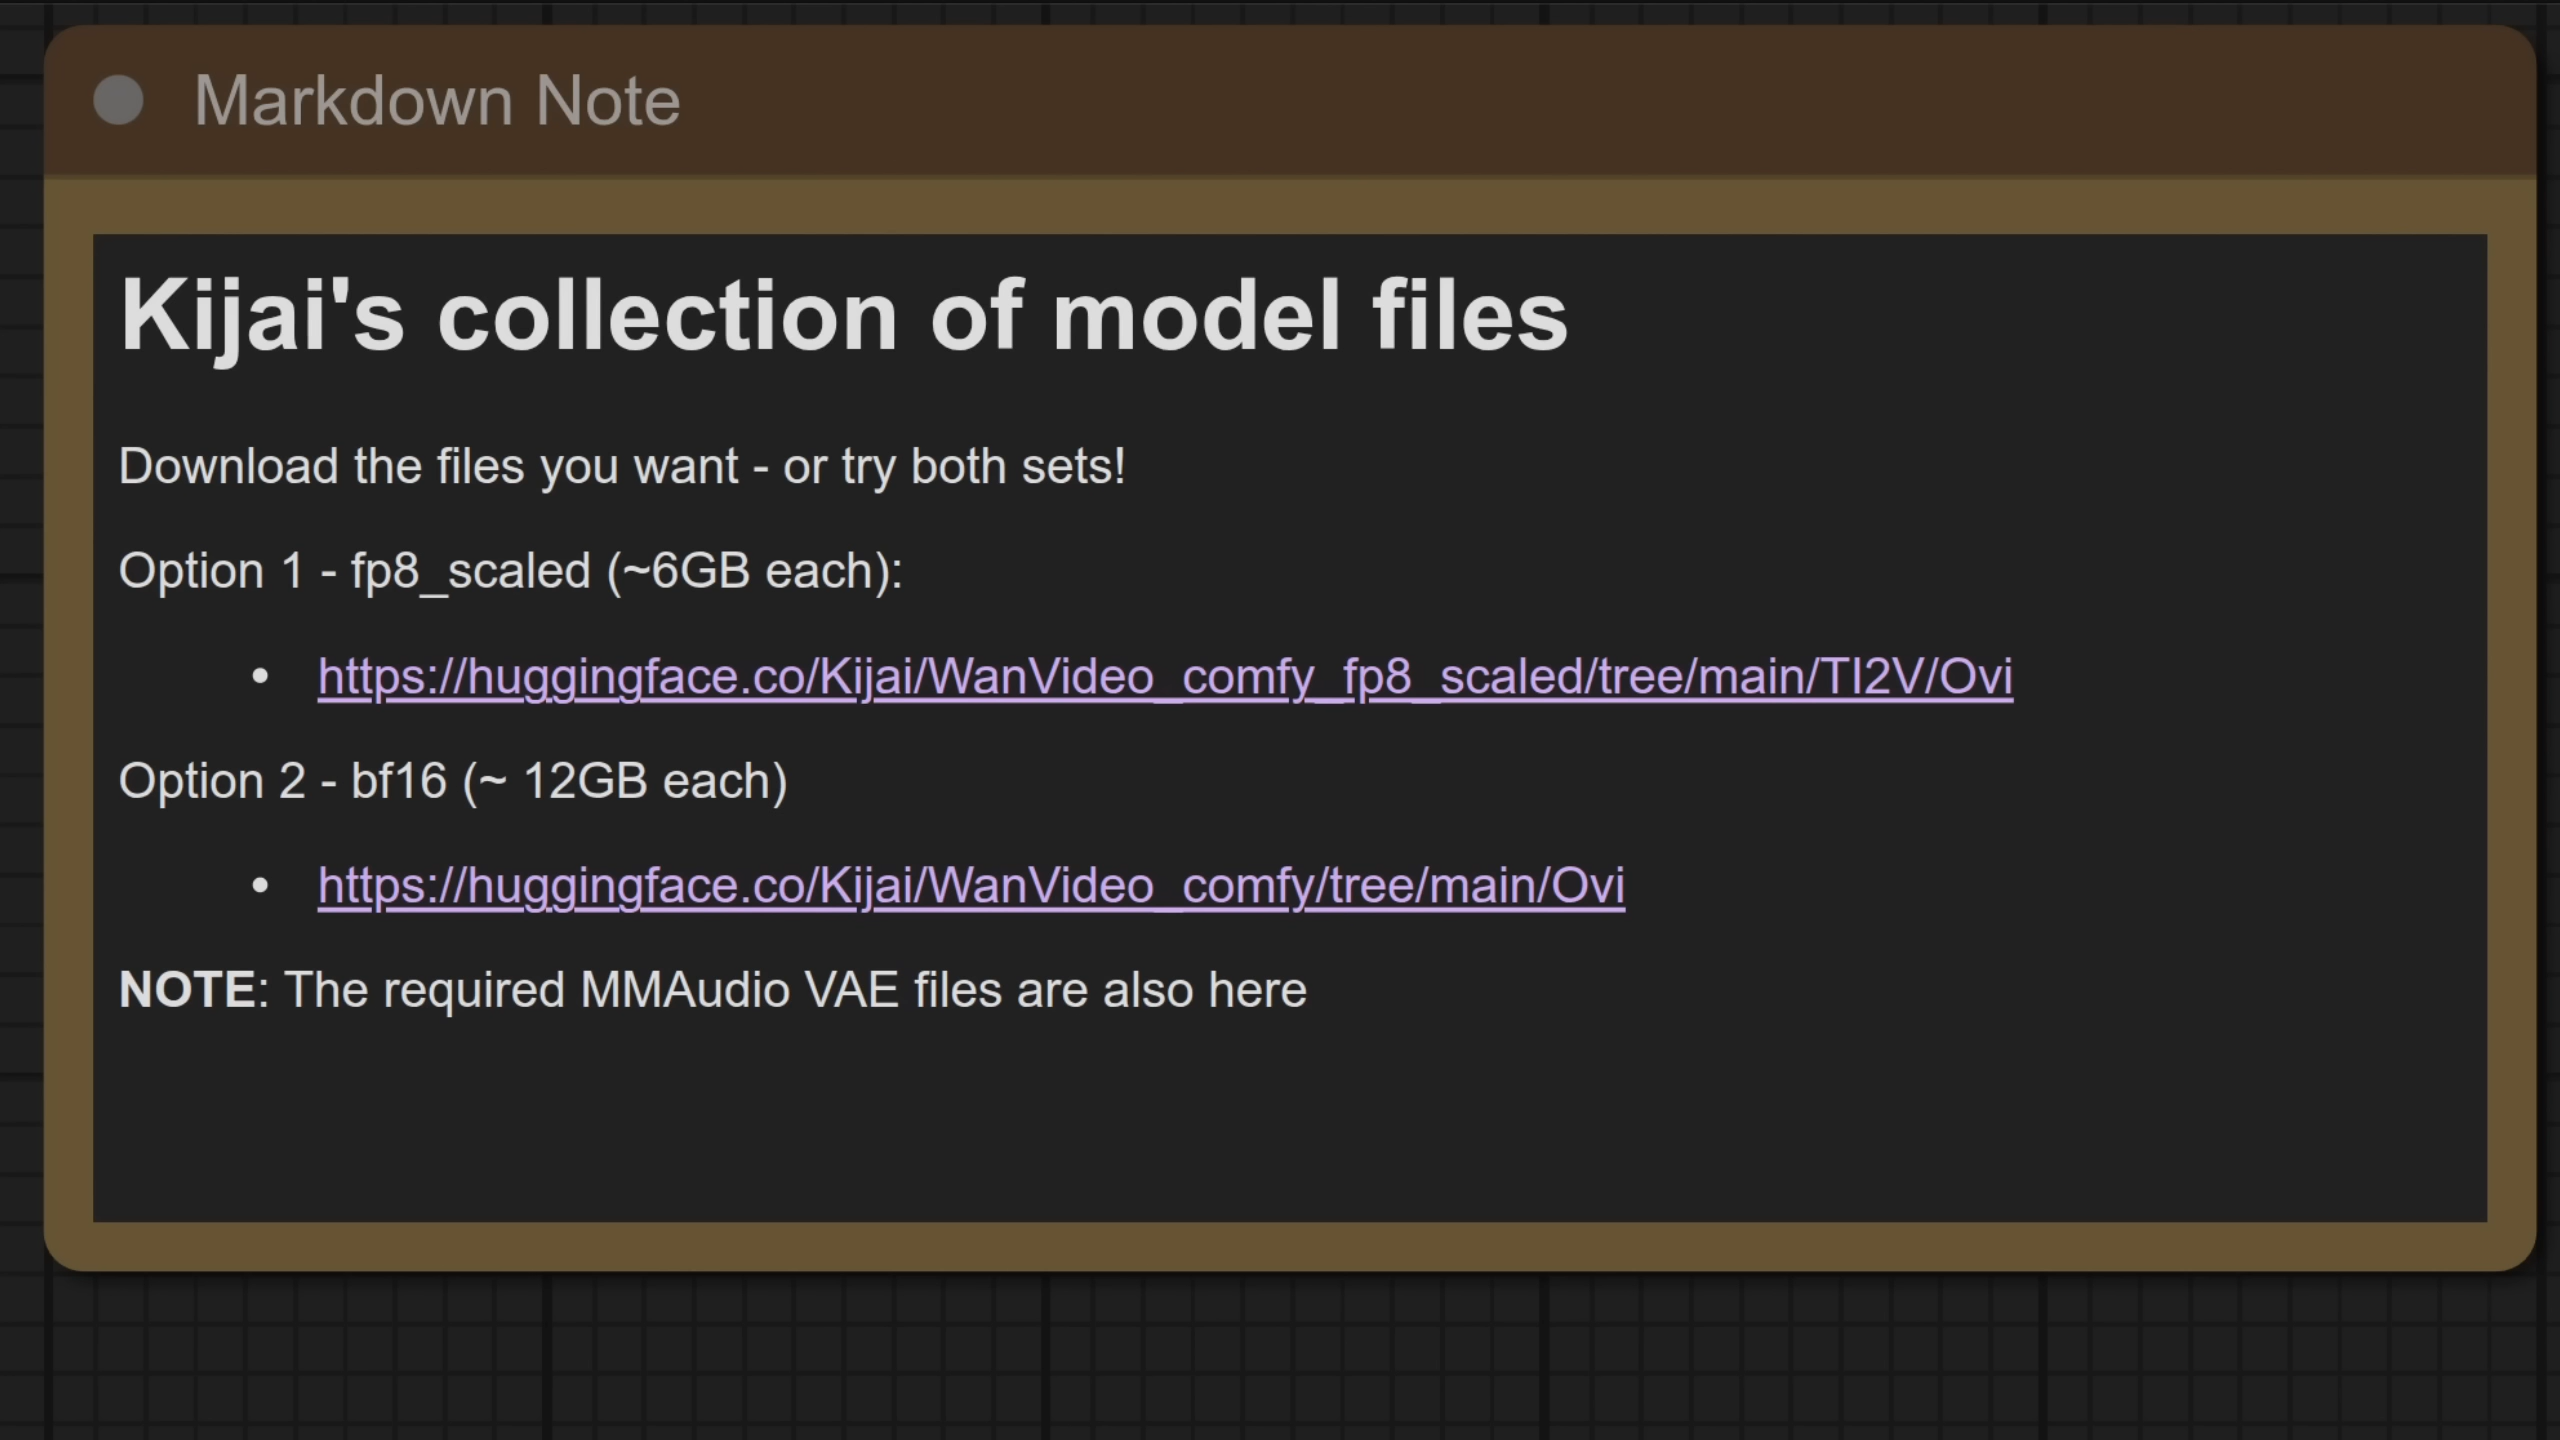 Markdown Note
Kijai's collection of model files
Download the files you want - or try both sets!
Option 1 - fp8_scaled (~6GB each):
• https://huggingface.co/Kijai/WanVideo_comfy_fp8_scaled/tree/main/TI2V/Ovi
Option 2 - bf16 (~ 12GB each)
• https://huggingface.co/Kijai/WanVideo_comfy/tree/main/Ovi
NOTE: The required MMAudio VAE files are also here